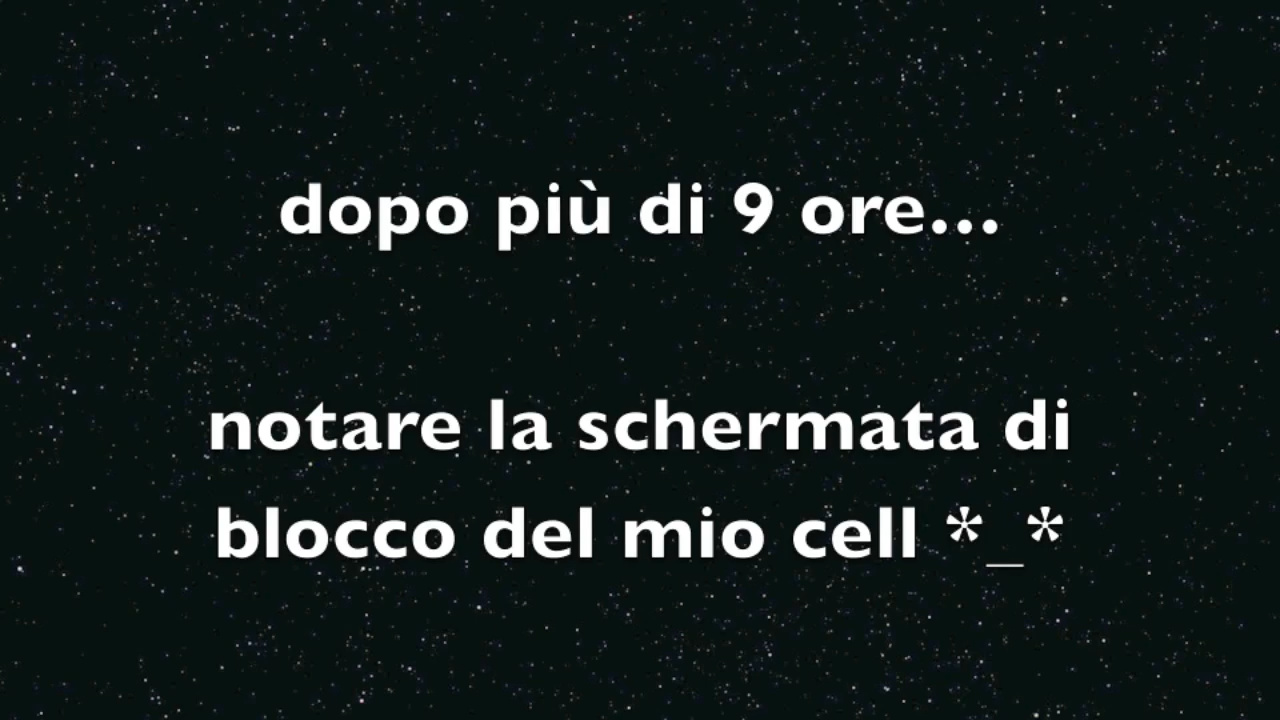 dopo più di 9 ore...
notare la schermata di
blocco del mio cell *_*